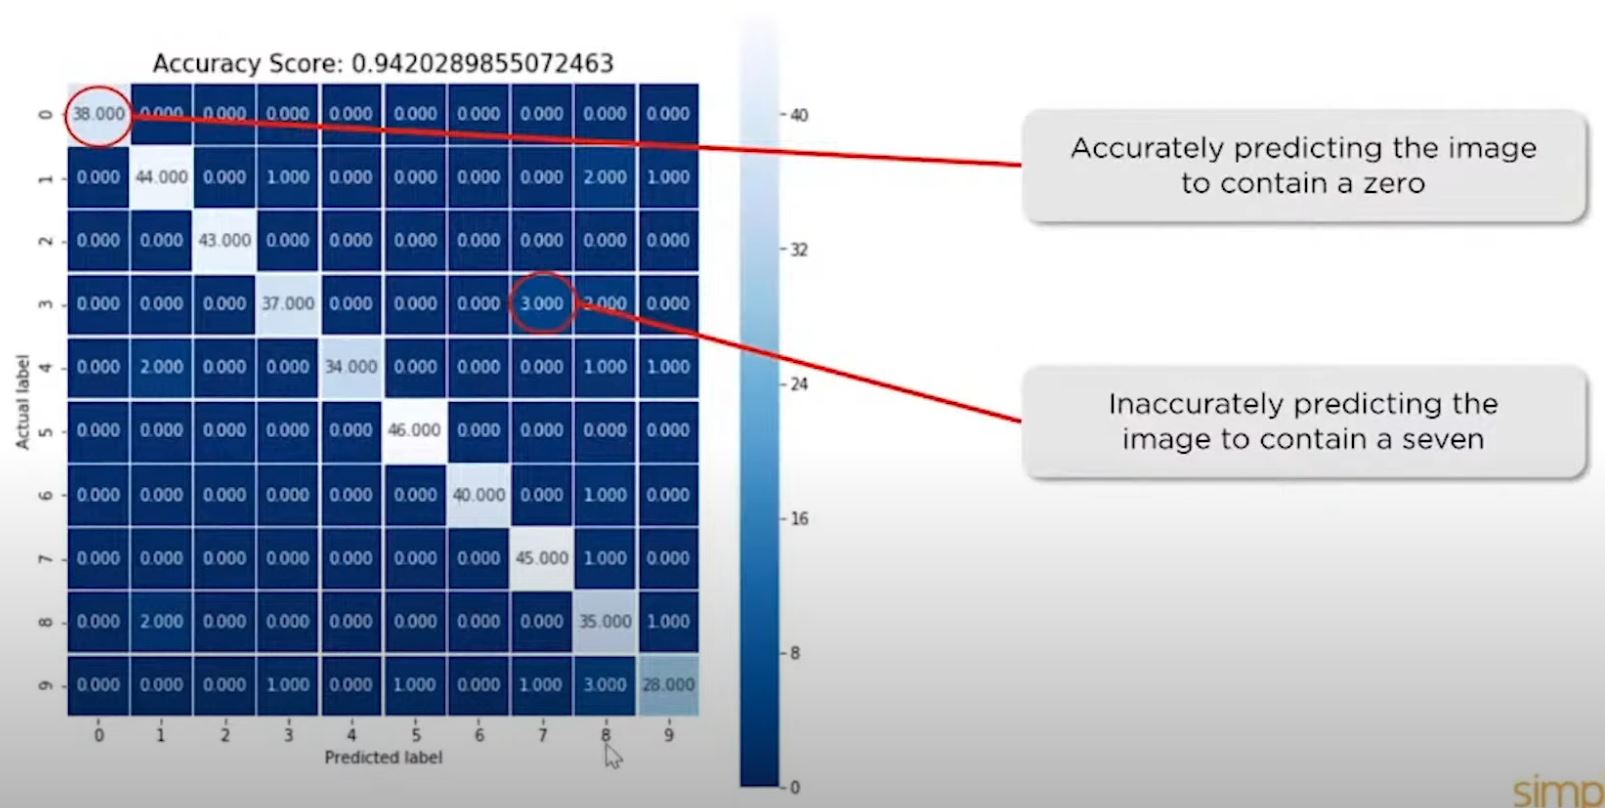 Accuracy Score: 0.9420289855072463
0 38.000 0.000 0.000 0.000 0.000 0.000 0.000 0.000 0.000 0.000
1 0.000 44.000 0.000 1.000 0.000 0.000 0.000 0.000 2.000 1.000
2 0.000 0.000 43.000 0.000 0.000 0.000 0.000 0.000 0.000 0.000
3 0.000 0.000 0.000 37.000 0.000 0.000 0.000 3.000 2.000 0.000
4 0.000 2.000 0.000 0.000 34.000 0.000 0.000 0.000 1.000 1.000
5 0.000 0.000 0.000 0.000 0.000 46.000 0.000 0.000 0.000 0.000
6 0.000 0.000 0.000 0.000 0.000 0.000 40.000 0.000 1.000 0.000
7 0.000 0.000 0.000 0.000 0.000 0.000 0.000 45.000 1.000 0.000
8 0.000 2.000 0.000 0.000 0.000 0.000 0.000 0.000 35.000 1.000
9 0.000 0.000 0.000 1.000 0.000 1.000 0.000 1.000 3.000 28.000
0 1 2 3 4 5 6 7 8 9
Predicted label
Actual label
40
32
24
16
8
0
Accurately predicting the image
to contain a zero
Inaccurately predicting the
image to contain a seven
simp